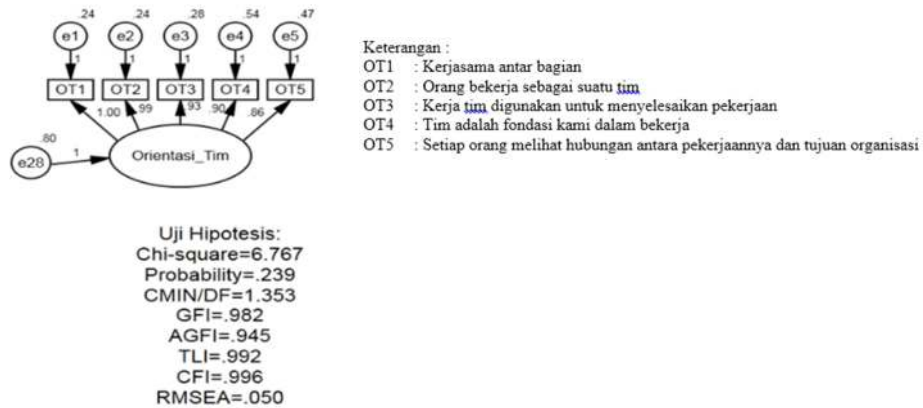 .24 .24 .28 .54 .47
e1 e2 e3 e4 e5
1 1 1 1 1
OT1 OT2 OT3 OT4 OT5
1.00 .99 .93 .90 .86
.80
e28 1 Orientasi_Tim
Keterangan :
OT1 : Kerjasama antar bagian
OT2 : Orang bekerja sebagai suatu tim
OT3 : Kerja tim digunakan untuk menyelesaikan pekerjaan
OT4 : Tim adalah fondasi kami dalam bekerja
OT5 : Setiap orang melihat hubungan antara pekerjaannya dan tujuan organisasi
Uji Hipotesis:
Chi-square=6.767
Probability=.239
CMIN/DF=1.353
GFI=.982
AGFI=.945
TLI=.992
CFI=.996
RMSEA=.050